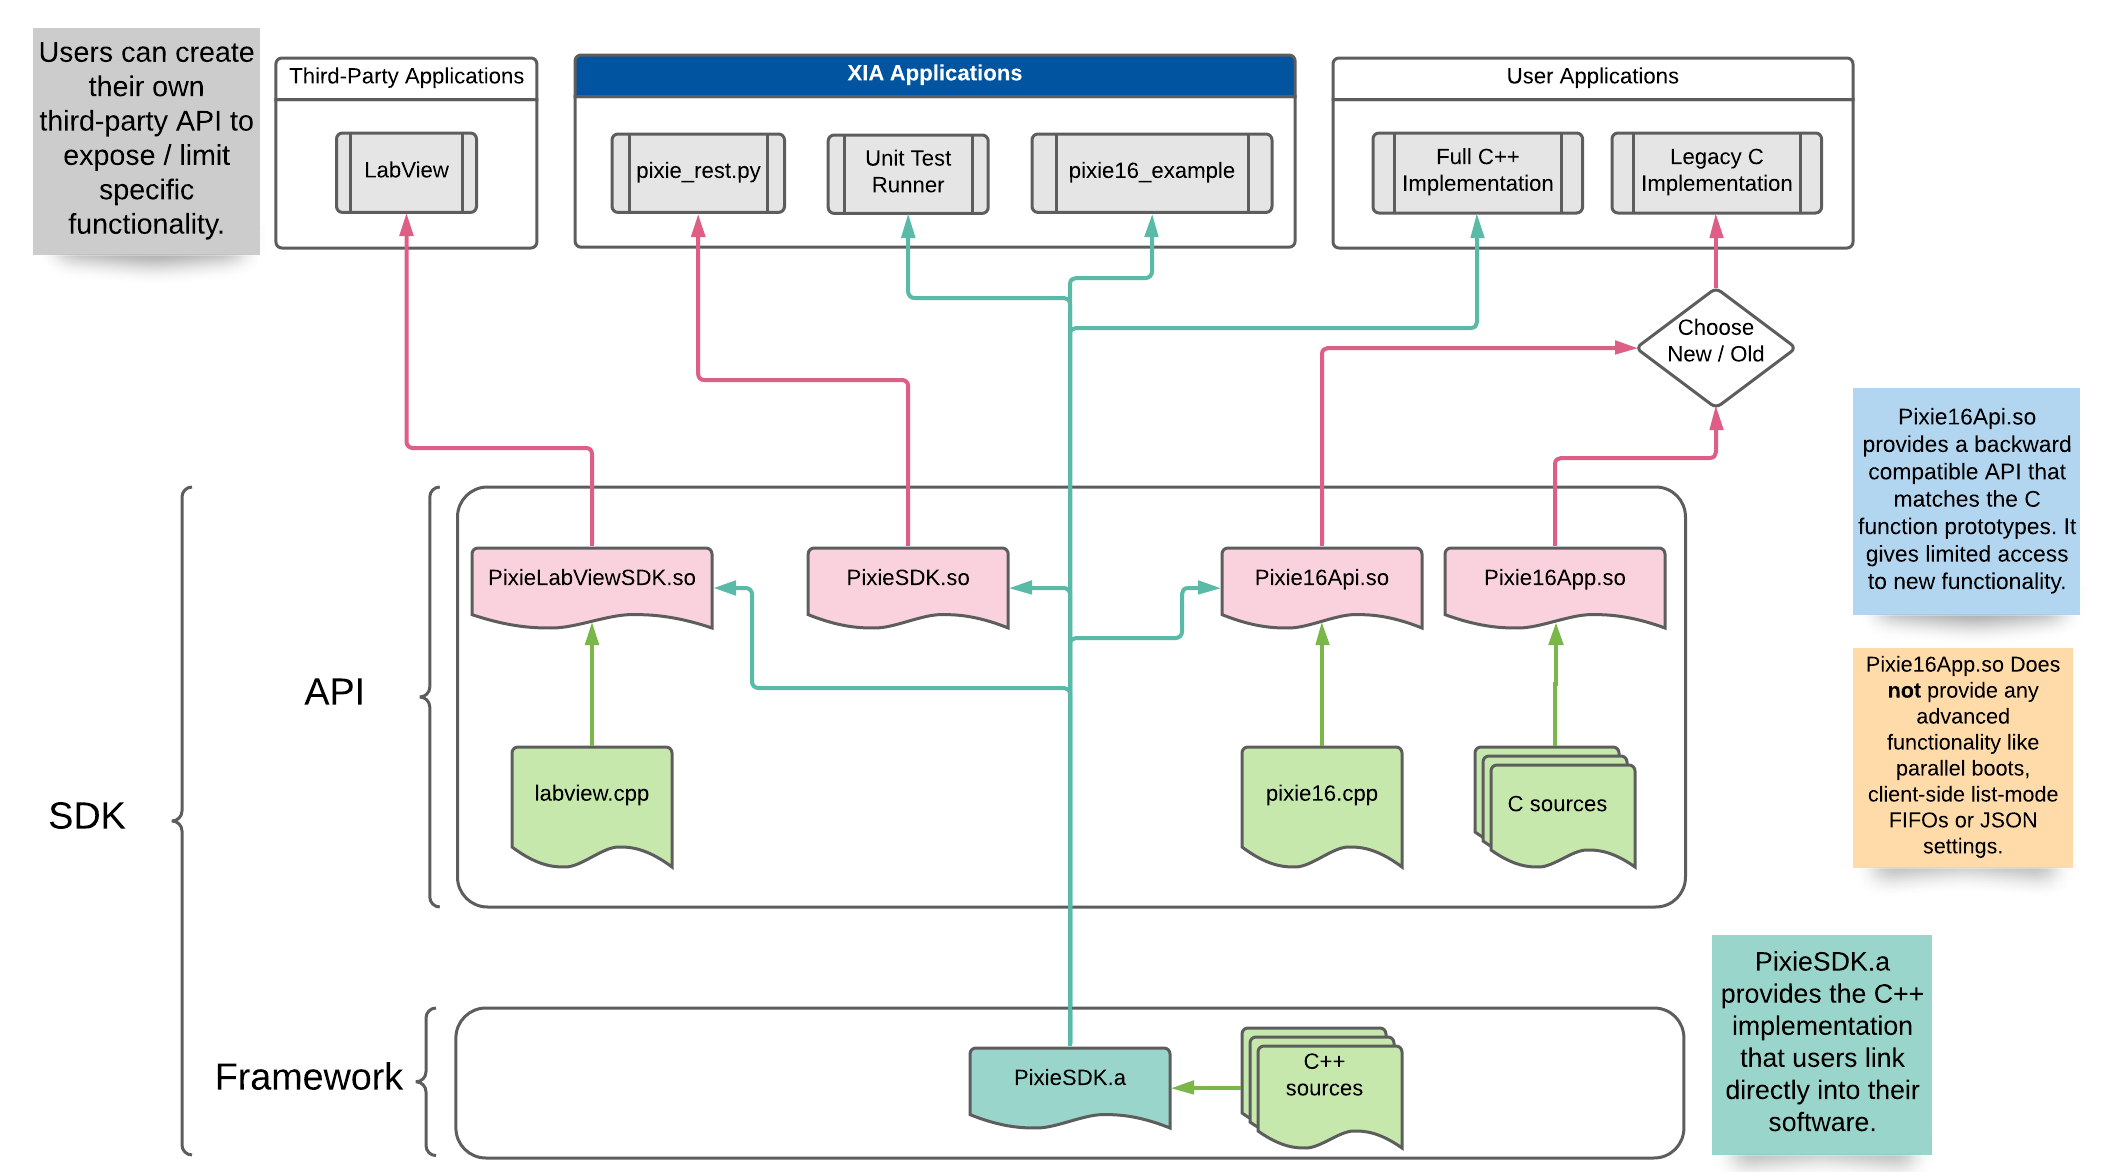 Users can create
their own
third-party API to
expose / limit
specific
functionality.
Third-Party Applications
LabView
XIA Applications
pixie_rest.py
Unit Test
Runner
pixie16_example
User Applications
Full C++
Implementation
Legacy C
Implementation
Choose
New / Old
Pixie16Api.so
provides a backward
compatible API that
matches the C
function prototypes. It
gives limited access
to new functionality.
SDK
API
PixieLabViewSDK.so
PixieSDK.so
Pixie16Api.so
Pixie16App.so
labview.cpp
pixie16.cpp
C sources
Pixie16App.so Does
not provide any
advanced
functionality like
parallel boots,
client-side list-mode
FIFOs or JSON
settings.
Framework
PixieSDK.a
C++
sources
PixieSDK.a
provides the C++
implementation
that users link
directly into their
software.